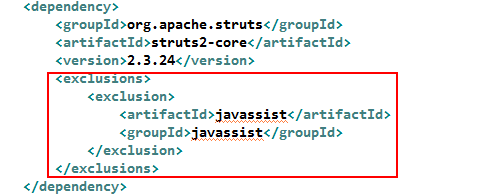 <dependency>
<groupId>org.apache.struts</groupId>
<artifactId>struts2-core</artifactId>
<version>2.3.24</version>
<exclusions>
<exclusion>
<artifactId>javassist</artifactId>
<groupId>javassist</groupId>
</exclusion>
</exclusions>
</dependency>